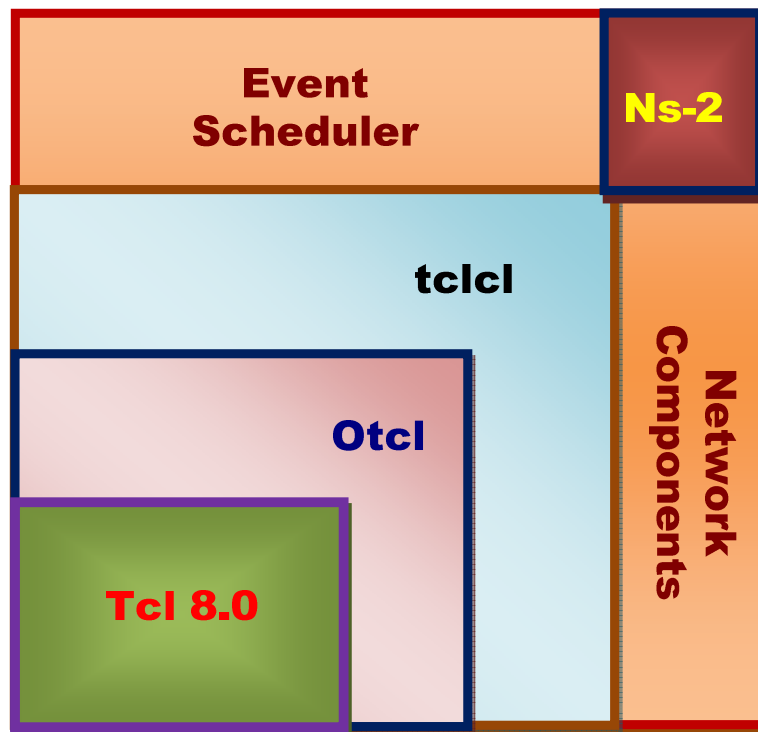 Event
Scheduler
Ns-2
tclcl
Otcl
Tcl 8.0
Network
Components